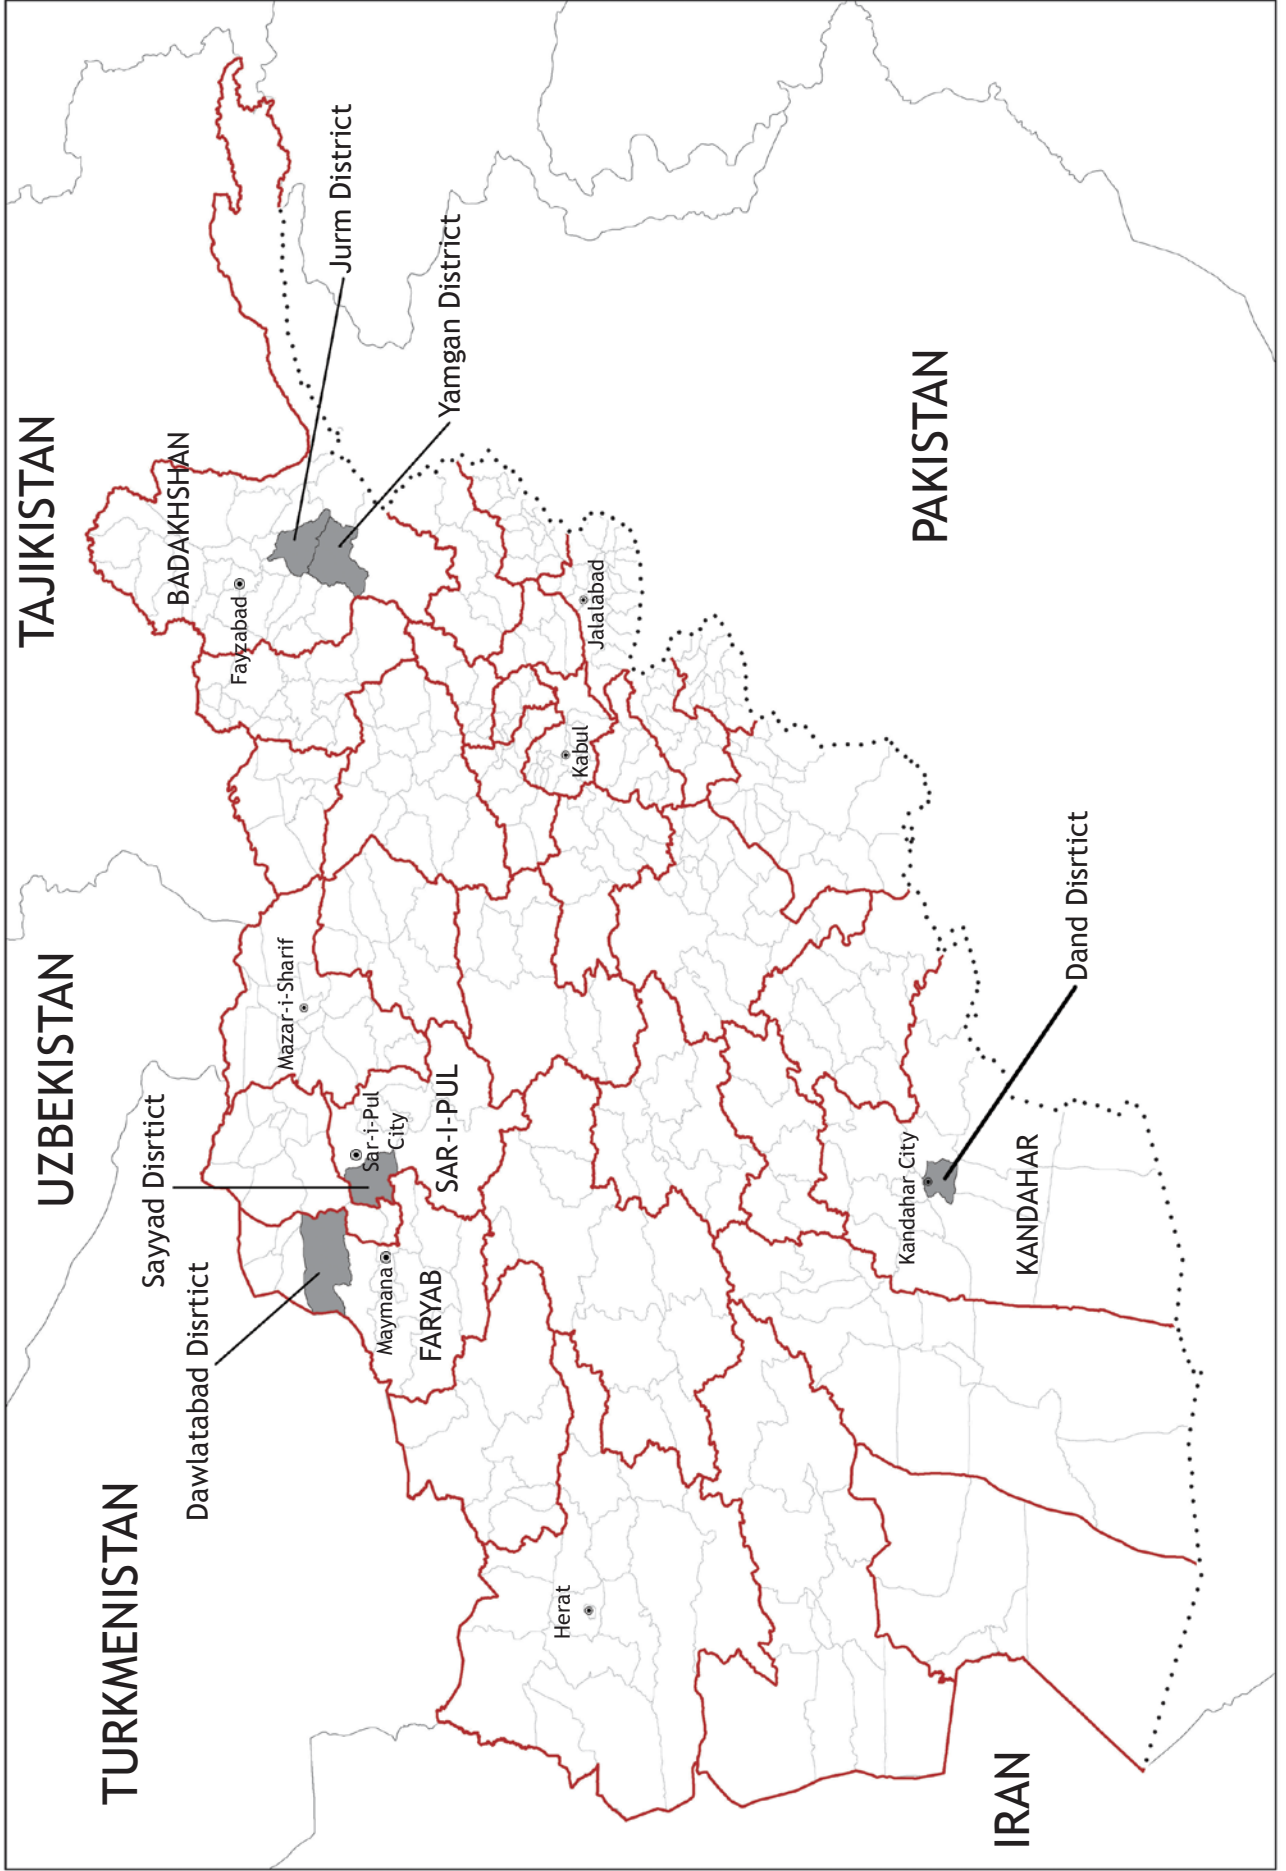 TURKMENISTAN
UZBEKISTAN
TAJIKISTAN
Dawlatabad Disrtict
Sayyad Disrtict
BADAKHSHAN
Fayzabad
Jurm District
Yamgan District
Mazar-i-Sharif
Sar-i-Pul
City
SAR-I-PUL
Maymana
FARYAB
Herat
Kabul
Jalalabad
PAKISTAN
Kandahar City
KANDAHAR
Dand Disrtict
IRAN